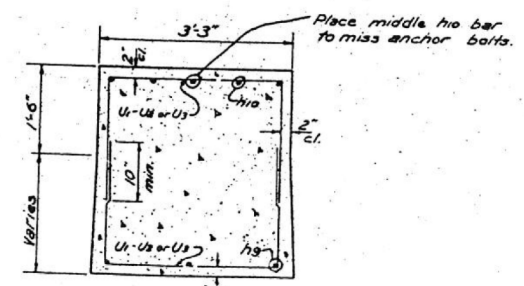 Place middle h10 bar
to miss anchor bolts.
3'-3"
2"
cl.
1'-6"
U1-U2 or U3
h10
2"
cl.
10"
min.
Varies
U1-U2 or U3
h9